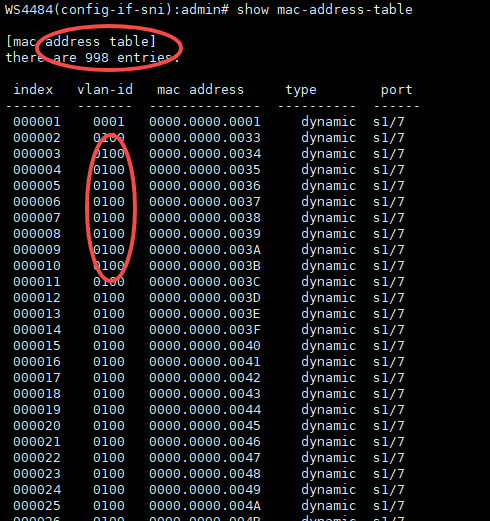 WS4484(config-if-sni):admin# show mac-address-table
[mac address table]
there are 998 entries.
index vlan-id mac address type port
------- ------- ------------- ---------- ------
000001 0001 0000.0000.0001 dynamic s1/7
000002 0100 0000.0000.0033 dynamic s1/7
000003 0100 0000.0000.0034 dynamic s1/7
000004 0100 0000.0000.0035 dynamic s1/7
000005 0100 0000.0000.0036 dynamic s1/7
000006 0100 0000.0000.0037 dynamic s1/7
000007 0100 0000.0000.0038 dynamic s1/7
000008 0100 0000.0000.0039 dynamic s1/7
000009 0100 0000.0000.003A dynamic s1/7
000010 0100 0000.0000.003B dynamic s1/7
000011 0100 0000.0000.003C dynamic s1/7
000012 0100 0000.0000.003D dynamic s1/7
000013 0100 0000.0000.003E dynamic s1/7
000014 0100 0000.0000.003F dynamic s1/7
000015 0100 0000.0000.0040 dynamic s1/7
000016 0100 0000.0000.0041 dynamic s1/7
000017 0100 0000.0000.0042 dynamic s1/7
000018 0100 0000.0000.0043 dynamic s1/7
000019 0100 0000.0000.0044 dynamic s1/7
000020 0100 0000.0000.0045 dynamic s1/7
000021 0100 0000.0000.0046 dynamic s1/7
000022 0100 0000.0000.0047 dynamic s1/7
000023 0100 0000.0000.0048 dynamic s1/7
000024 0100 0000.0000.0049 dynamic s1/7
000025 0100 0000.0000.004A dynamic s1/7